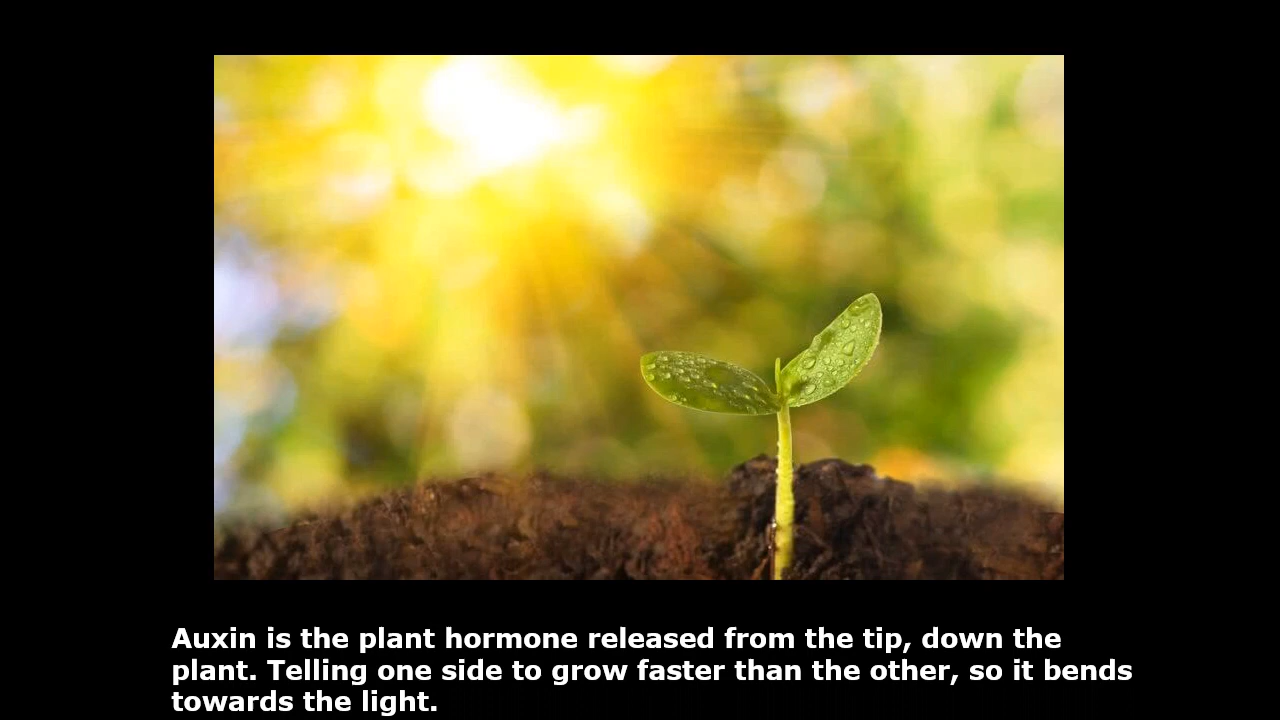 Auxin is the plant hormone released from the tip, down the
plant. Telling one side to grow faster than the other, so it bends
towards the light.